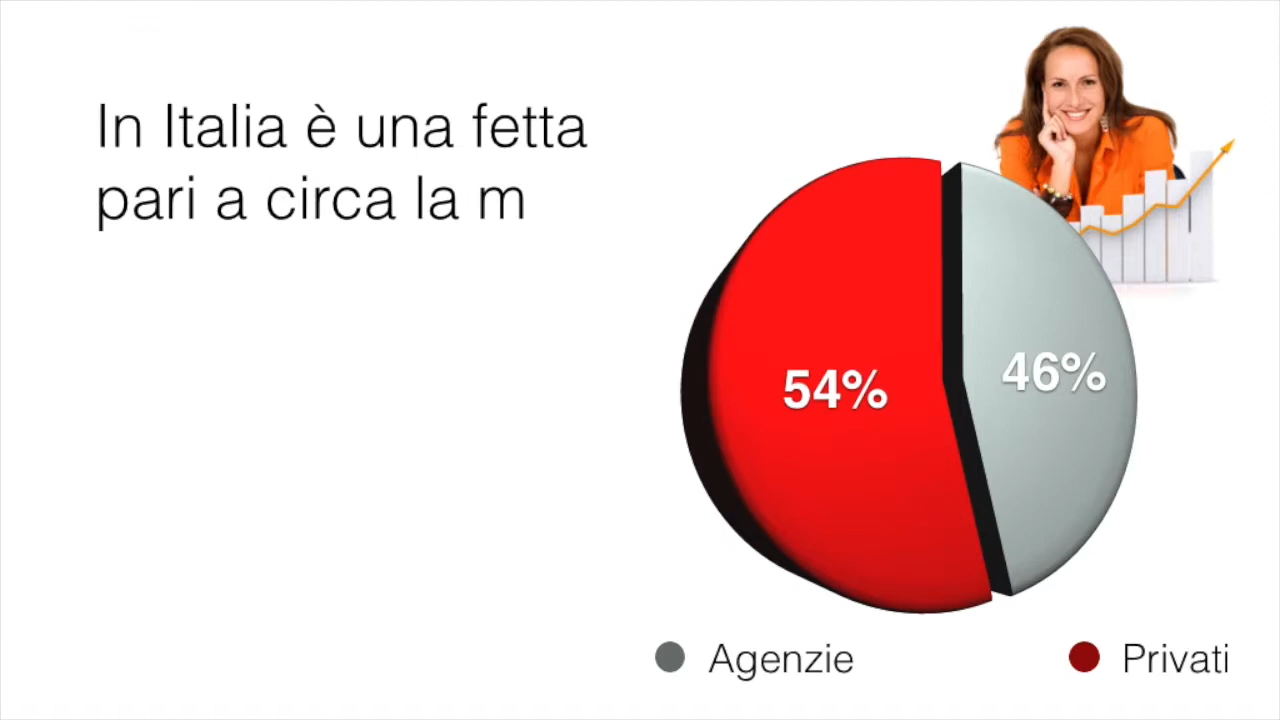 In Italia è una fetta
pari a circa la m
54%
46%
Agenzie
Privati